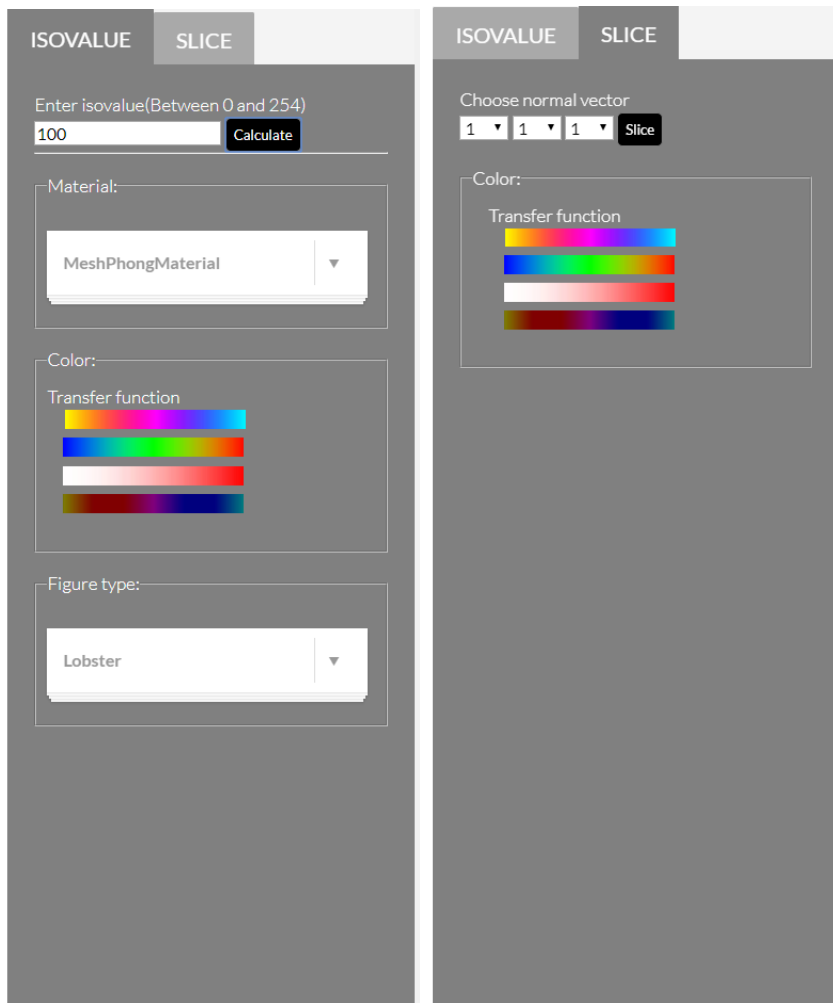 ISOVALUE SLICE
Enter isovalue(Between 0 and 254)
100 Calculate
Material:
MeshPhongMaterial ▼
Color:
Transfer function
Figure type:
Lobster ▼
ISOVALUE SLICE
Choose normal vector
1 ▼ 1 ▼ 1 ▼ Slice
Color:
Transfer function